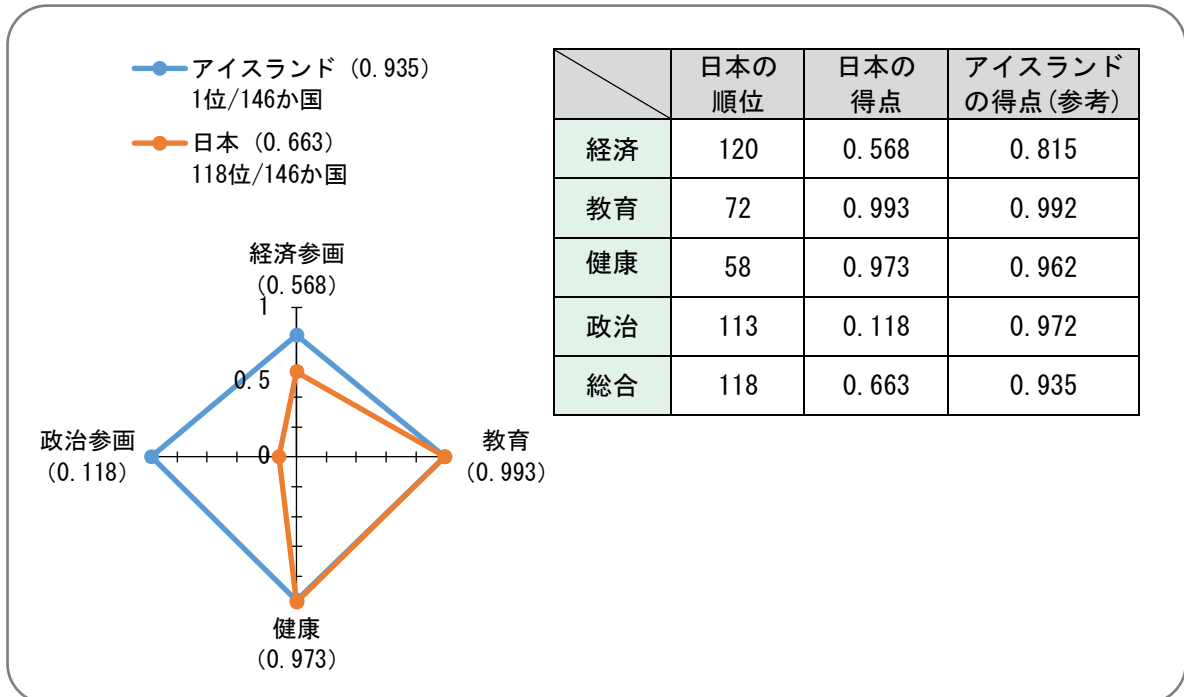 アイスランド（0.935）
1位/146か国
日本（0.663）
118位/146か国
経済参画
（0.568）
1
0.5
0
政治参画
（0.118）
教育
（0.993）
健康
（0.973）
日本の 日本の アイスランド
順位 得点 の得点(参考)
経済 120 0.568 0.815
教育 72 0.993 0.992
健康 58 0.973 0.962
政治 113 0.118 0.972
総合 118 0.663 0.935